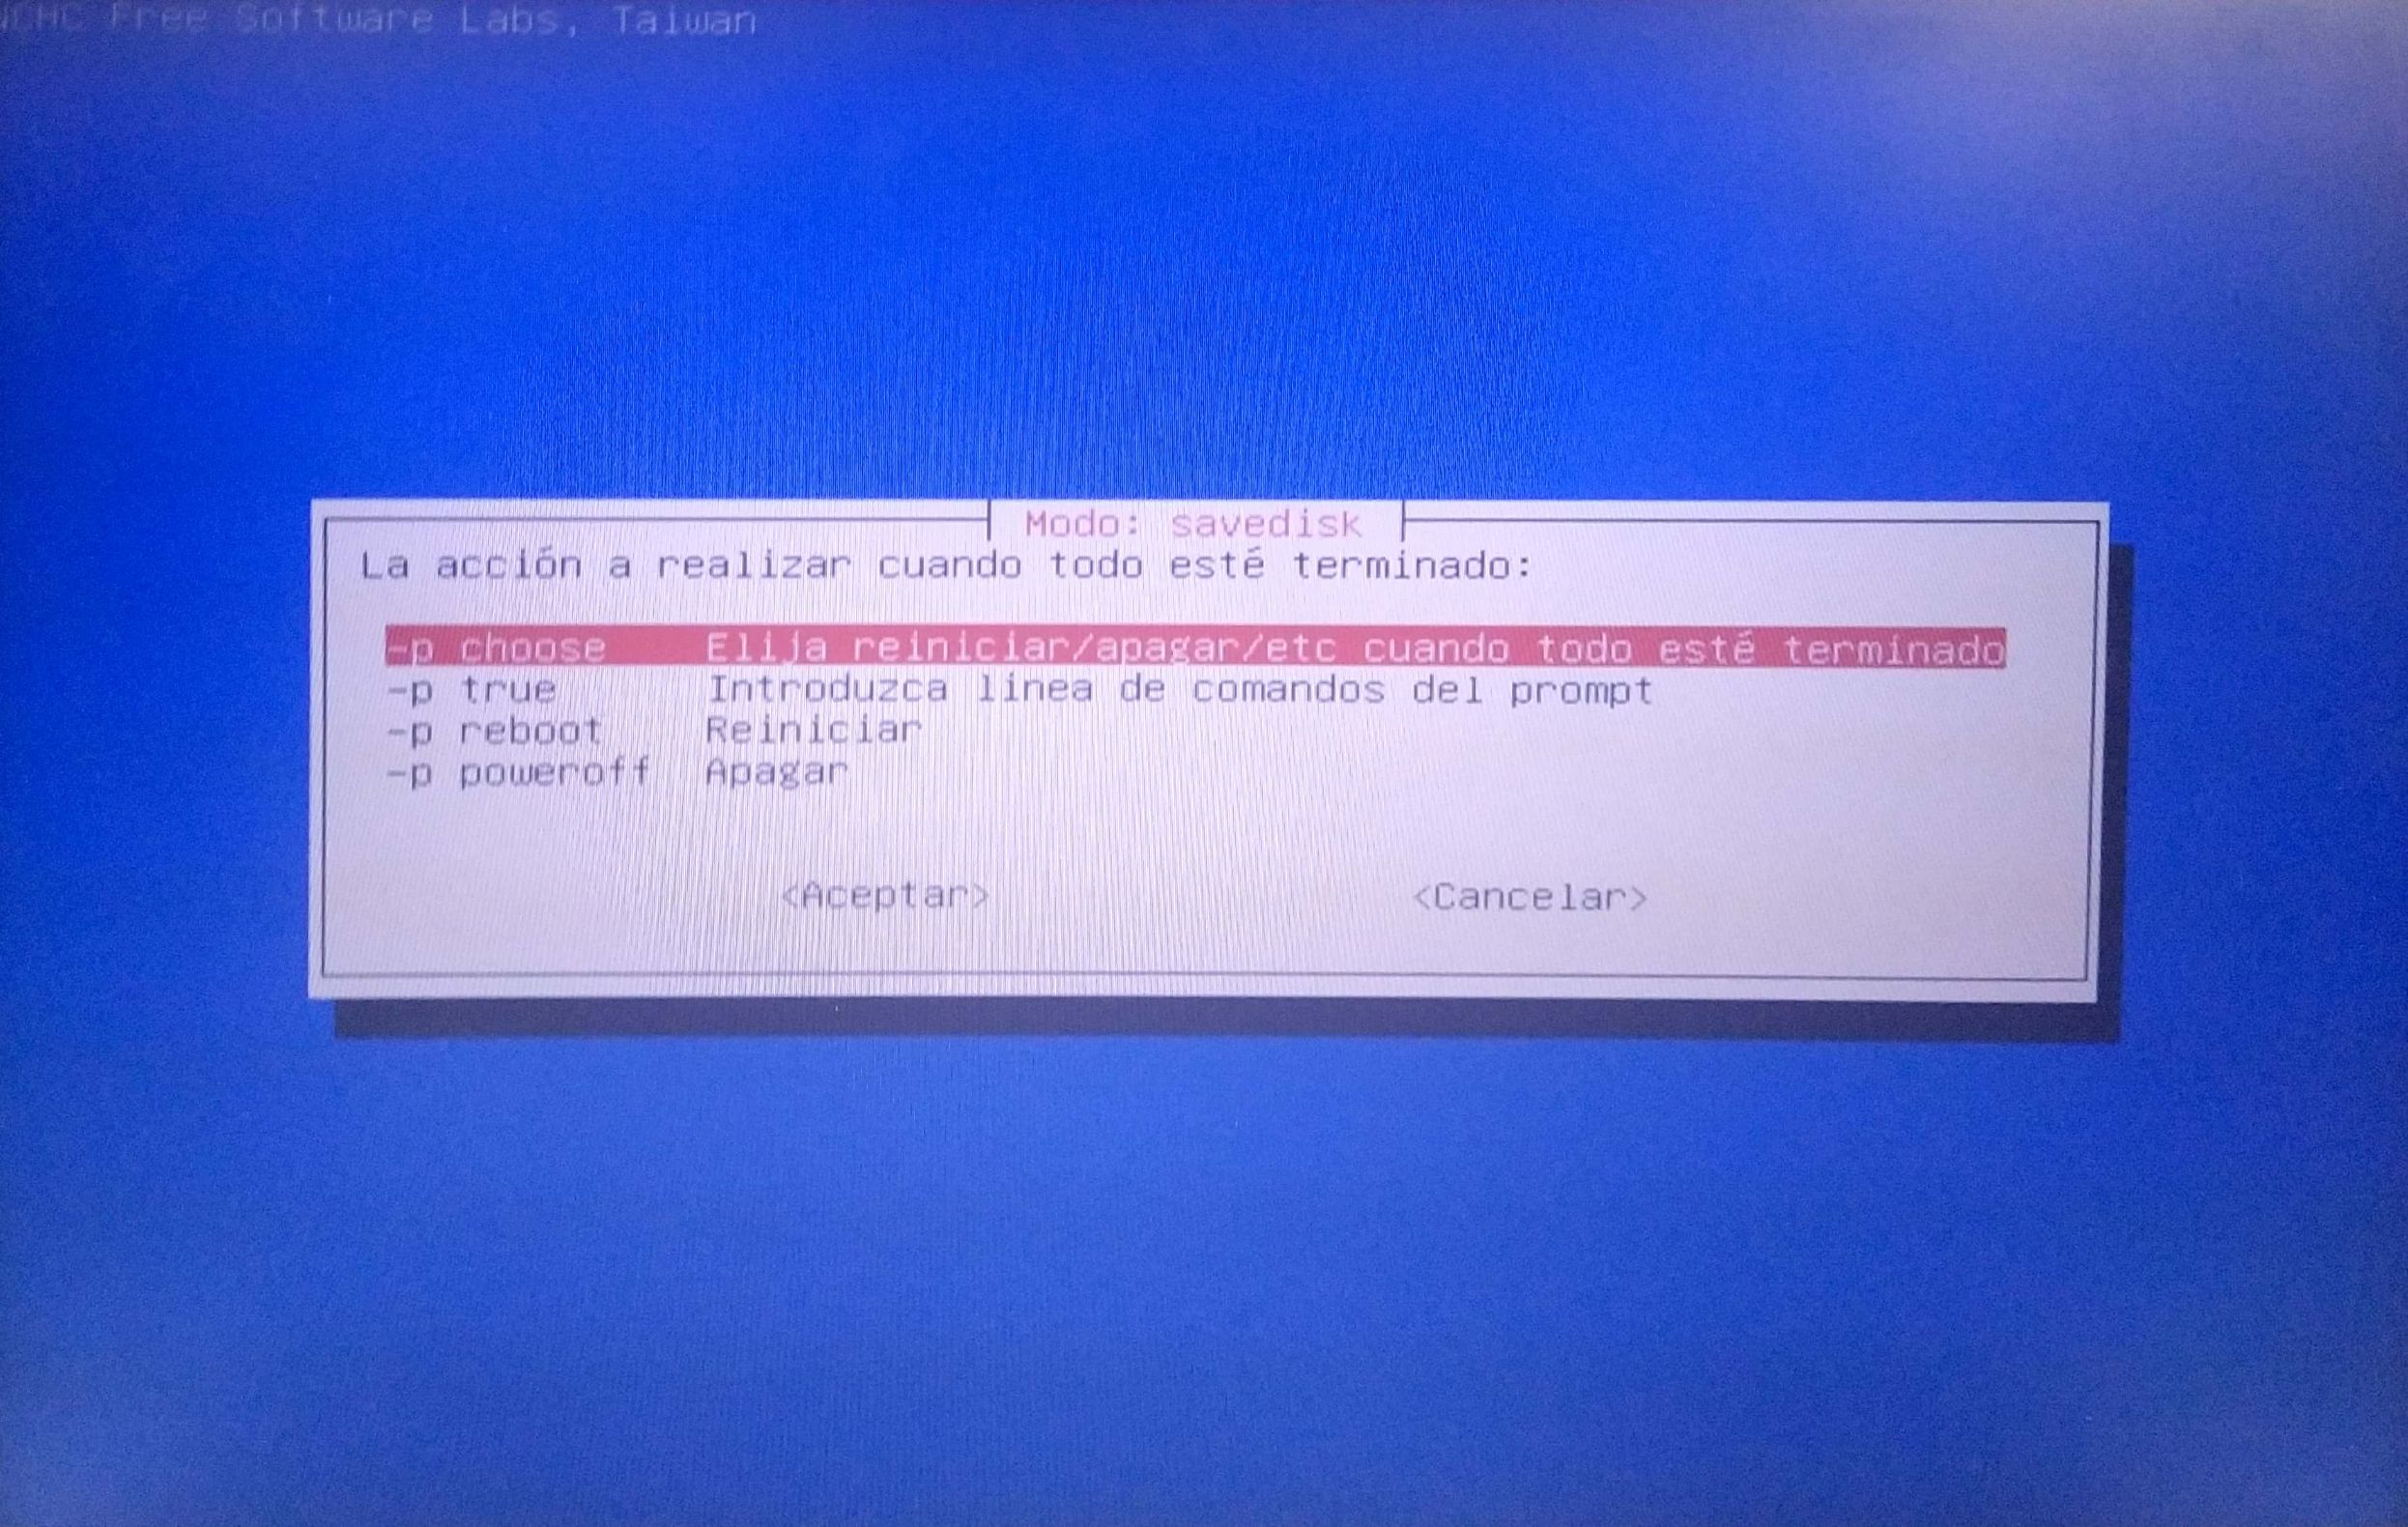 NCHC Free Software Labs, Taiwan
Modo: savedisk
La acción a realizar cuando todo esté terminado:
-p choose Elija reiniciar/apagar/etc cuando todo esté terminado
-p true Introduzca línea de comandos del prompt
-p reboot Reiniciar
-p poweroff Apagar
<Aceptar> <Cancelar>